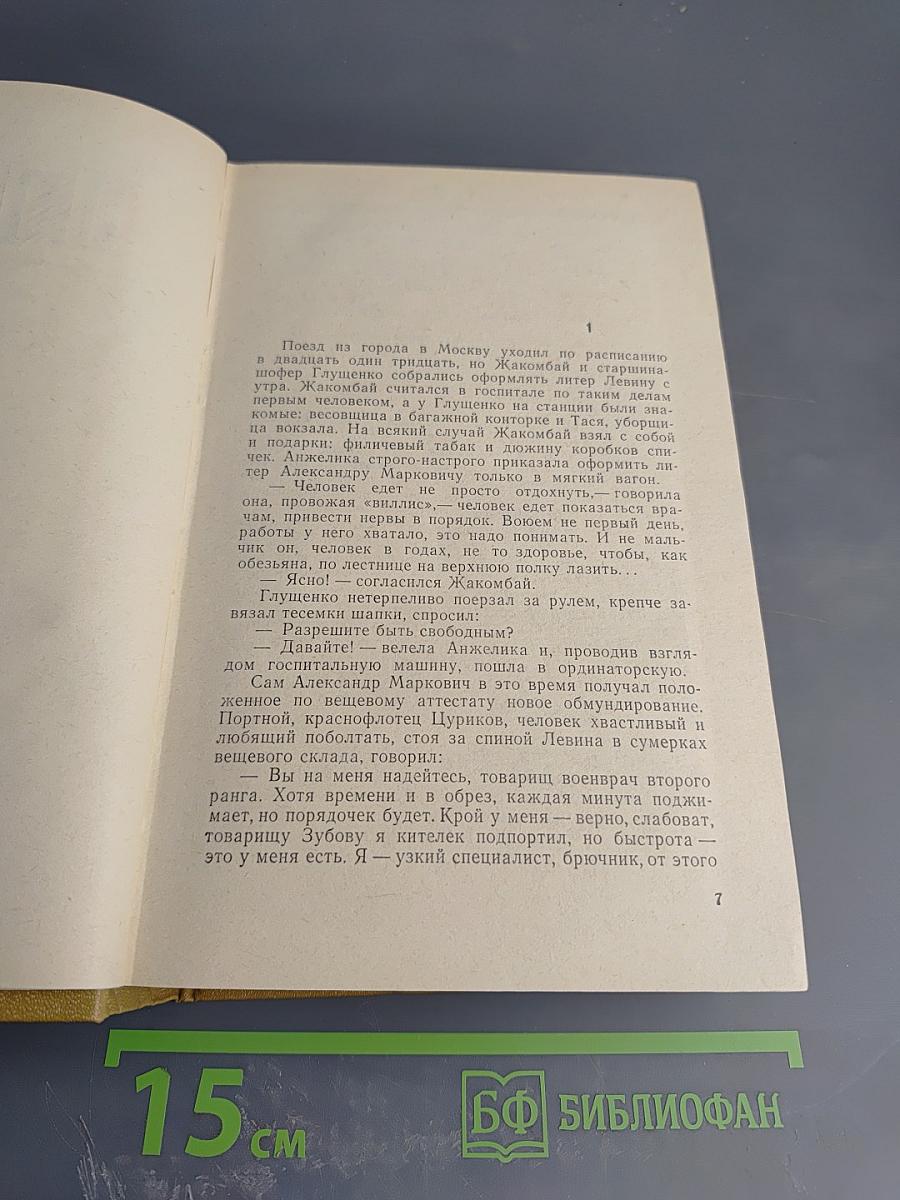 1
Поезд из города в Москву уходил по расписанию
в двадцать один тридцать, но Жакомбай и старшина-
шофер Глущенко собрались оформлять литер Левину с
утра. Жакомбай считался в госпитале по таким делам
первым человеком, а у Глущенко на станции были зна-
комые: весовщица в багажной конторке и Тася, уборщи-
ца вокзала. На всякий случай Жакомбай взял с собой
и подарки: филичевый табак и дюжину коробков спи-
чек. Анжелика строго-настрого приказала оформить ли-
тер Александру Марковичу только в мягкий вагон.
— Человек едет не просто отдохнуть,— говорила
она, провожая «виллис»,— человек едет показаться вра-
чам, привести нервы в порядок. Воюем не первый день,
работы у него хватало, это надо понимать. И не маль-
чик он, человек в годах, не то здоровье, чтобы, как
обезьяна, по лестнице на верхнюю полку лазить...
— Ясно! — согласился Жакомбай.
Глущенко нетерпеливо поерзал за рулем, крепче за-
вязал тесемки шапки, спросил:
— Разрешите быть свободным?
— Давайте! — велела Анжелика и, проводив взгля-
дом госпитальную машину, пошла в ординаторскую.
Сам Александр Маркович в это время получал поло-
женное по вещевому аттестату новое обмундирование.
Портной, краснофлотец Цуриков, человек хвастливый и
любящий поболтать, стоя за спиной Левина в сумерках
вещевого склада, говорил:
— Вы на меня надейтесь, товарищ военврач второго
ранга. Хотя времени и в обрез, каждая минута поджи-
мает, но порядочек будет. Крой у меня — верно, слабоват,
товарищу Зубову я кителек подпортил, но быстрота —
это у меня есть. Я — узкий специалист, брючник, от этого
7
15 см
БФ БИБЛИОФАН